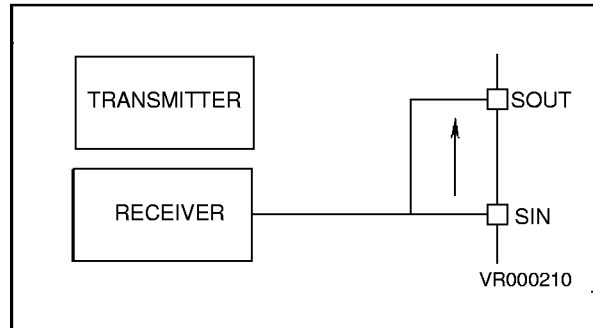 TRANSMITTER
SOUT
RECEIVER
SIN
VR000210